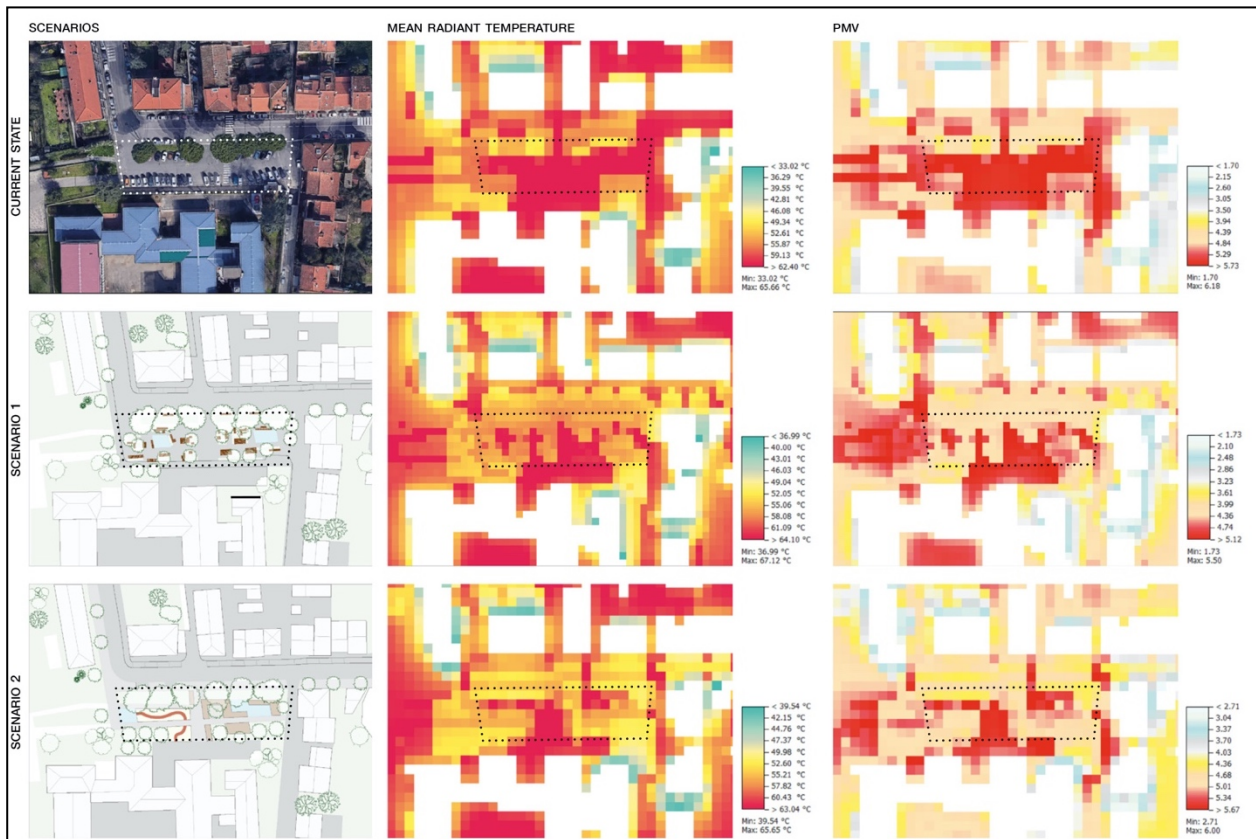 SCENARIOS
MEAN RADIANT TEMPERATURE
PMV
CURRENT STATE
< 33.02 °C
36.29 °C
39.55 °C
42.81 °C
46.08 °C
49.34 °C
52.61 °C
55.87 °C
59.13 °C
> 62.40 °C
Min: 33.02 °C
Max: 65.66 °C
< 1.70
2.15
2.60
3.05
3.50
3.94
4.39
4.84
5.29
> 5.73
Min: 1.70
Max: 6.18
SCENARIO 1
< 36.99 °C
40.00 °C
43.01 °C
46.03 °C
49.04 °C
52.05 °C
55.06 °C
58.08 °C
61.09 °C
> 64.10 °C
Min: 36.99 °C
Max: 67.12 °C
< 1.73
2.10
2.48
2.86
3.23
3.61
3.99
4.36
4.74
> 5.12
Min: 1.73
Max: 5.50
SCENARIO 2
< 39.54 °C
42.15 °C
44.76 °C
47.37 °C
49.98 °C
52.60 °C
55.21 °C
57.82 °C
60.43 °C
> 63.04 °C
Min: 39.54 °C
Max: 65.65 °C
< 2.71
3.04
3.37
3.70
4.03
4.36
4.68
5.01
5.34
> 5.67
Min: 2.71
Max: 6.00